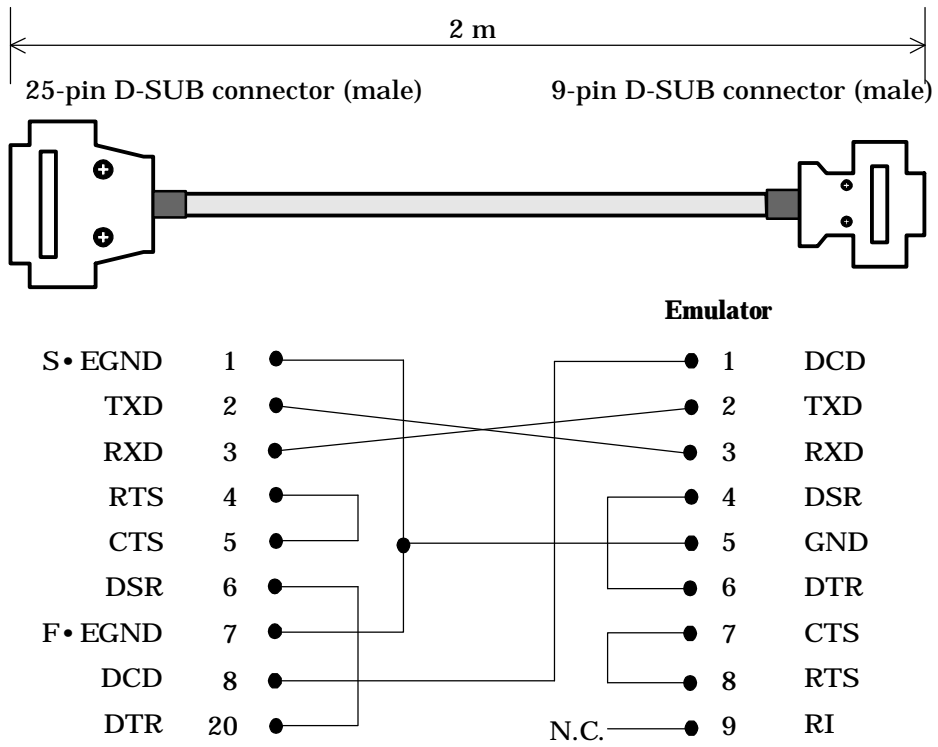 2 m
25-pin D-SUB connector (male) 9-pin D-SUB connector (male)
Emulator
S• EGND 1 1 DCD
TXD 2 2 TXD
RXD 3 3 RXD
RTS 4 4 DSR
CTS 5 5 GND
DSR 6 6 DTR
F• EGND 7 7 CTS
DCD 8 8 RTS
DTR 20 N.C. 9 RI